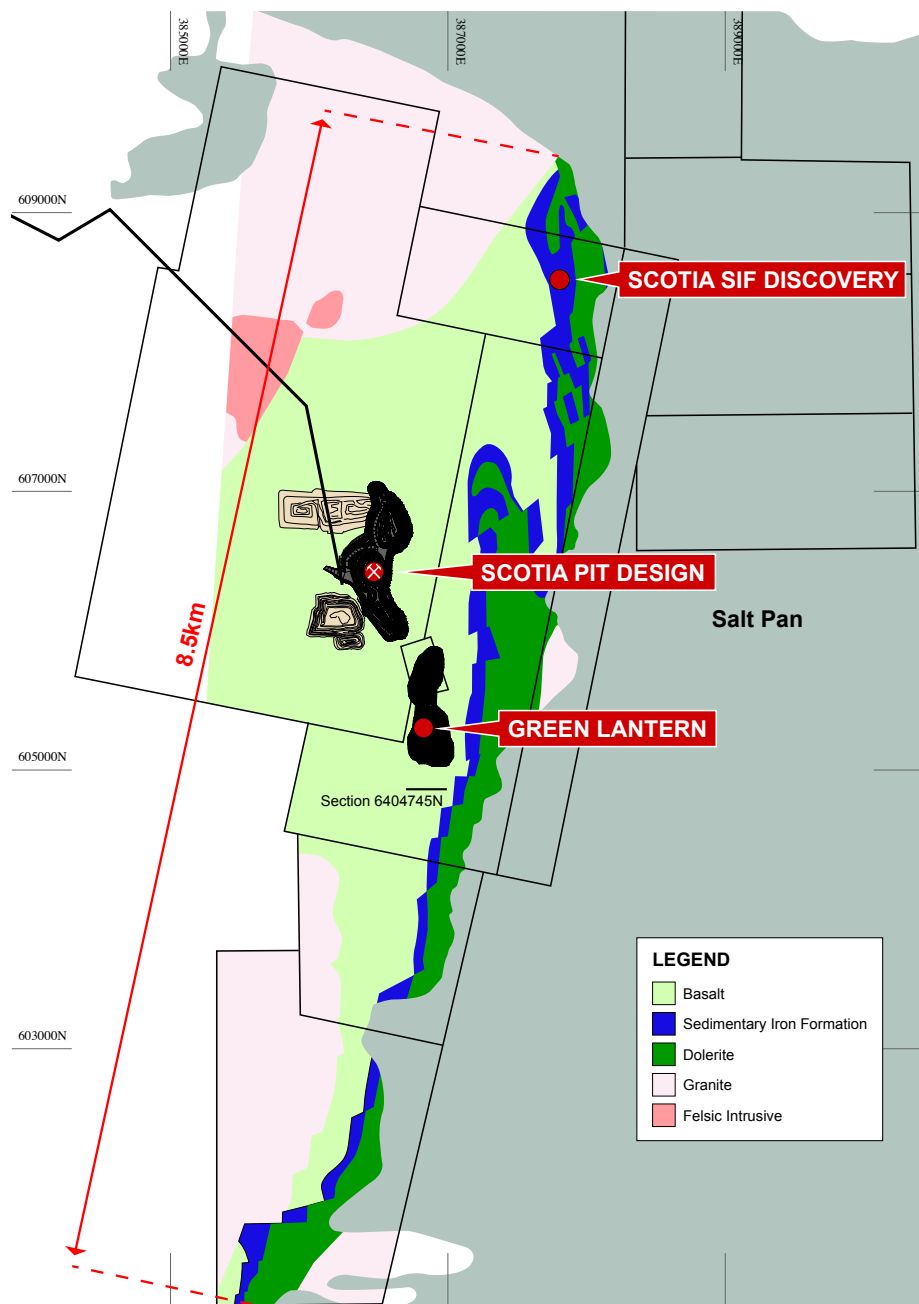 385000E
387000E
389000E
609000N
SCOTIA SIF DISCOVERY
607000N
SCOTIA PIT DESIGN
8.5km
Salt Pan
GREEN LANTERN
605000N
Section 6404745N
LEGEND
Basalt
Sedimentary Iron Formation
Dolerite
Granite
Felsic Intrusive
603000N